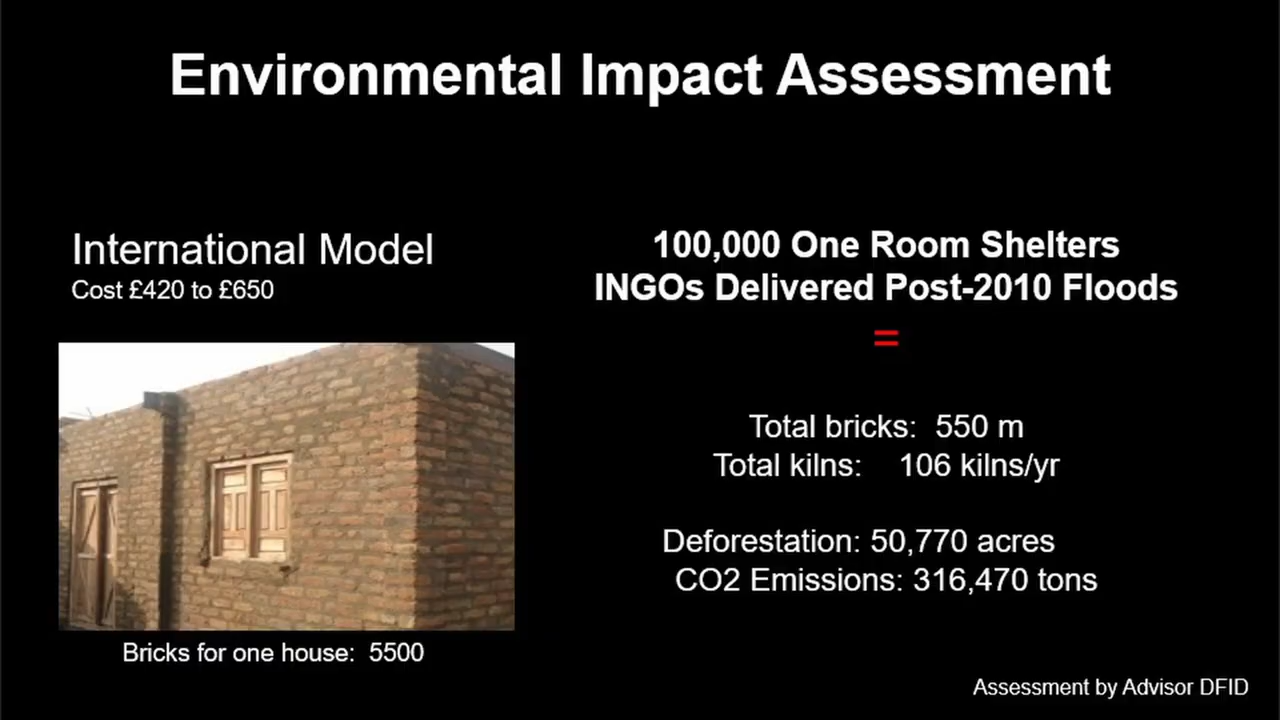 Environmental Impact Assessment
International Model
Cost £420 to £650
Bricks for one house: 5500
100,000 One Room Shelters
INGOs Delivered Post-2010 Floods
=
Total bricks: 550 m
Total kilns: 106 kilns/yr
Deforestation: 50,770 acres
CO2 Emissions: 316,470 tons
Assessment by Advisor DFID